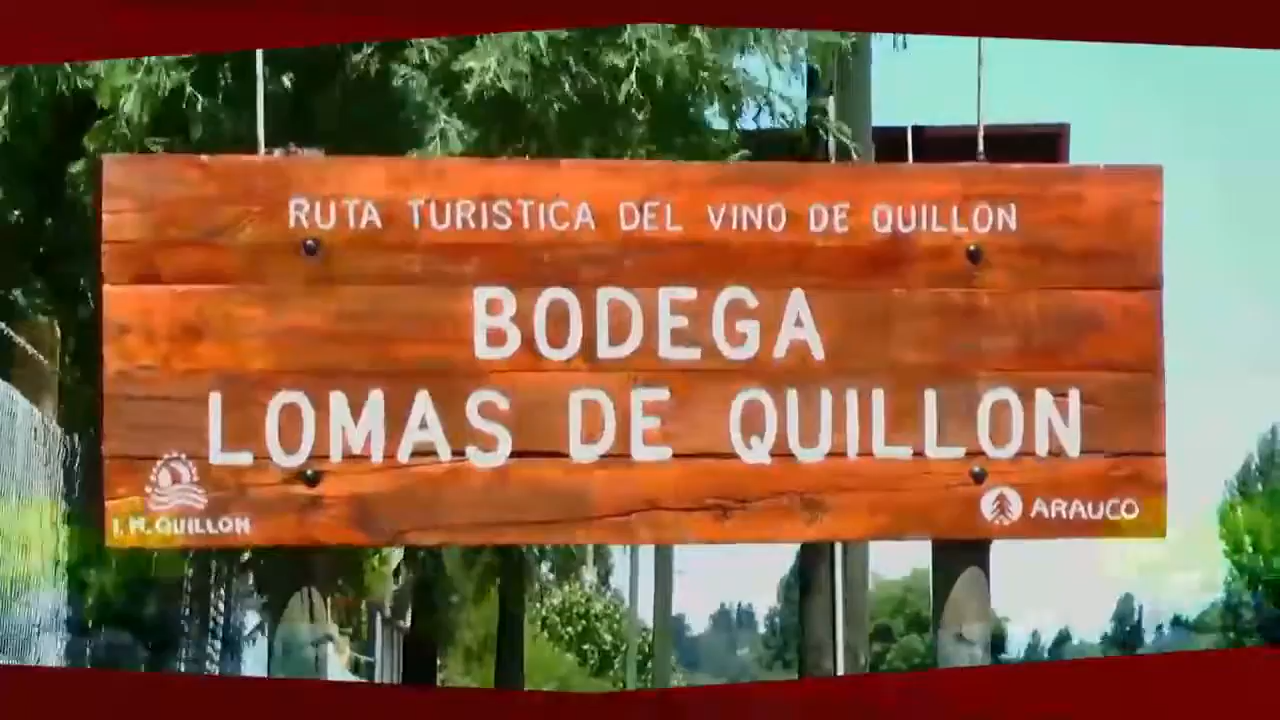 RUTA TURISTICA DEL VINO DE QUILLON
BODEGA
LOMAS DE QUILLON
I. M. QUILLON
ARAUCO